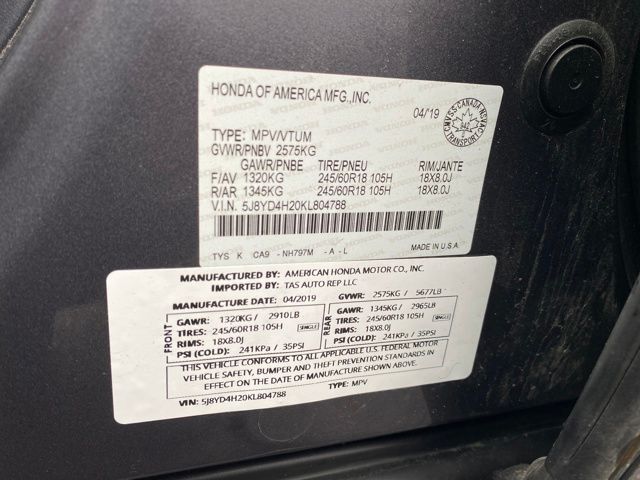 HONDA OF AMERICA MFG.,INC.
04/'19
CMVSS·CANADA·NSVAC
TRANSPORT
TYPE: MPV/VTUM
GVWR/PNBV 2575KG
GAWR/PNBE TIRE/PNEU RIM/JANTE
F/AV 1320KG 245/60R18 105H 18X8.0J
R/AR 1345KG 245/60R18 105H 18X8.0J
V.I.N. 5J8YD4H20KL804788
TYS K CA9 - NH797M - A - L MADE IN U.S.A.
MANUFACTURED BY: AMERICAN HONDA MOTOR CO., INC.
IMPORTED BY: TAS AUTO REP LLC
MANUFACTURE DATE 04/2019 GVWR: 2575KG / 5677LB
FRONT
GAWR: 1320KG / 2910LB
TIRES: 245/60R18 105H SINGLE
RIMS: 18X8.0J
PSI (COLD): 241KPa / 35PSI
REAR
GAWR: 1345KG / 2965LB
TIRES: 245/60R18 105H SINGLE
RIMS: 18X8.0J
PSI (COLD): 241KPa / 35PSI
THIS VEHICLE CONFORMS TO ALL APPLICABLE U.S. FEDERAL MOTOR
VEHICLE SAFETY, BUMPER AND THEFT PREVENTION STANDARDS IN
EFFECT ON THE DATE OF MANUFACTURE SHOWN ABOVE.
VIN: 5J8YD4H20KL804788 TYPE: MPV